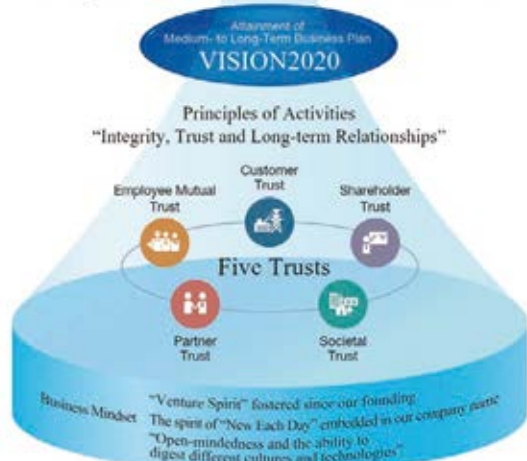 Attainment of
Medium- to Long-Term Business Plan
VISION2020
Principles of Activities
“Integrity, Trust and Long-term Relationships”
Customer
Trust
Employee Mutual
Trust
Shareholder
Trust
Five Trusts
Partner
Trust
Societal
Trust
Business Mindset
"Venture Spirit" fostered since our founding
The spirit of "New Each Day" embedded in our company name
"Open-mindedness and the ability to
digest different cultures and technologies"